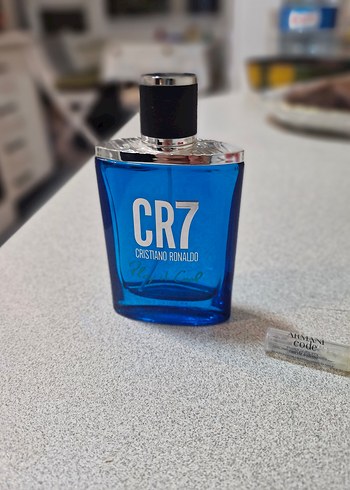 CR7
CRISTIANO RONALDO
ARMANI
code